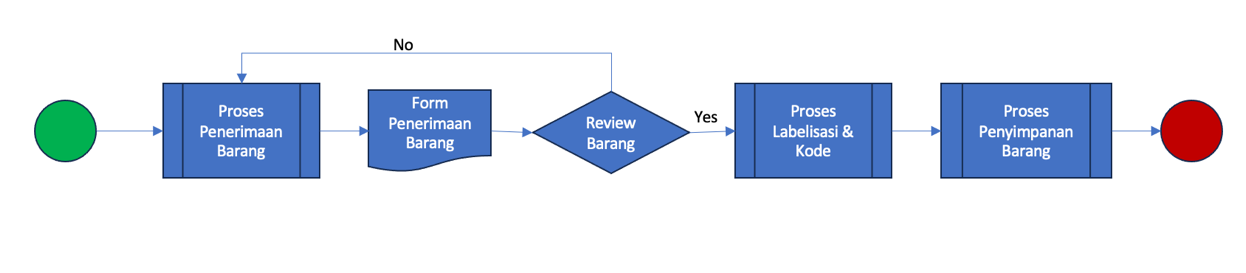 No
Proses
Penerimaan
Barang
Form
Penerimaan
Barang
Review
Barang
Yes
Proses
Labelisasi &
Kode
Proses
Penyimpanan
Barang